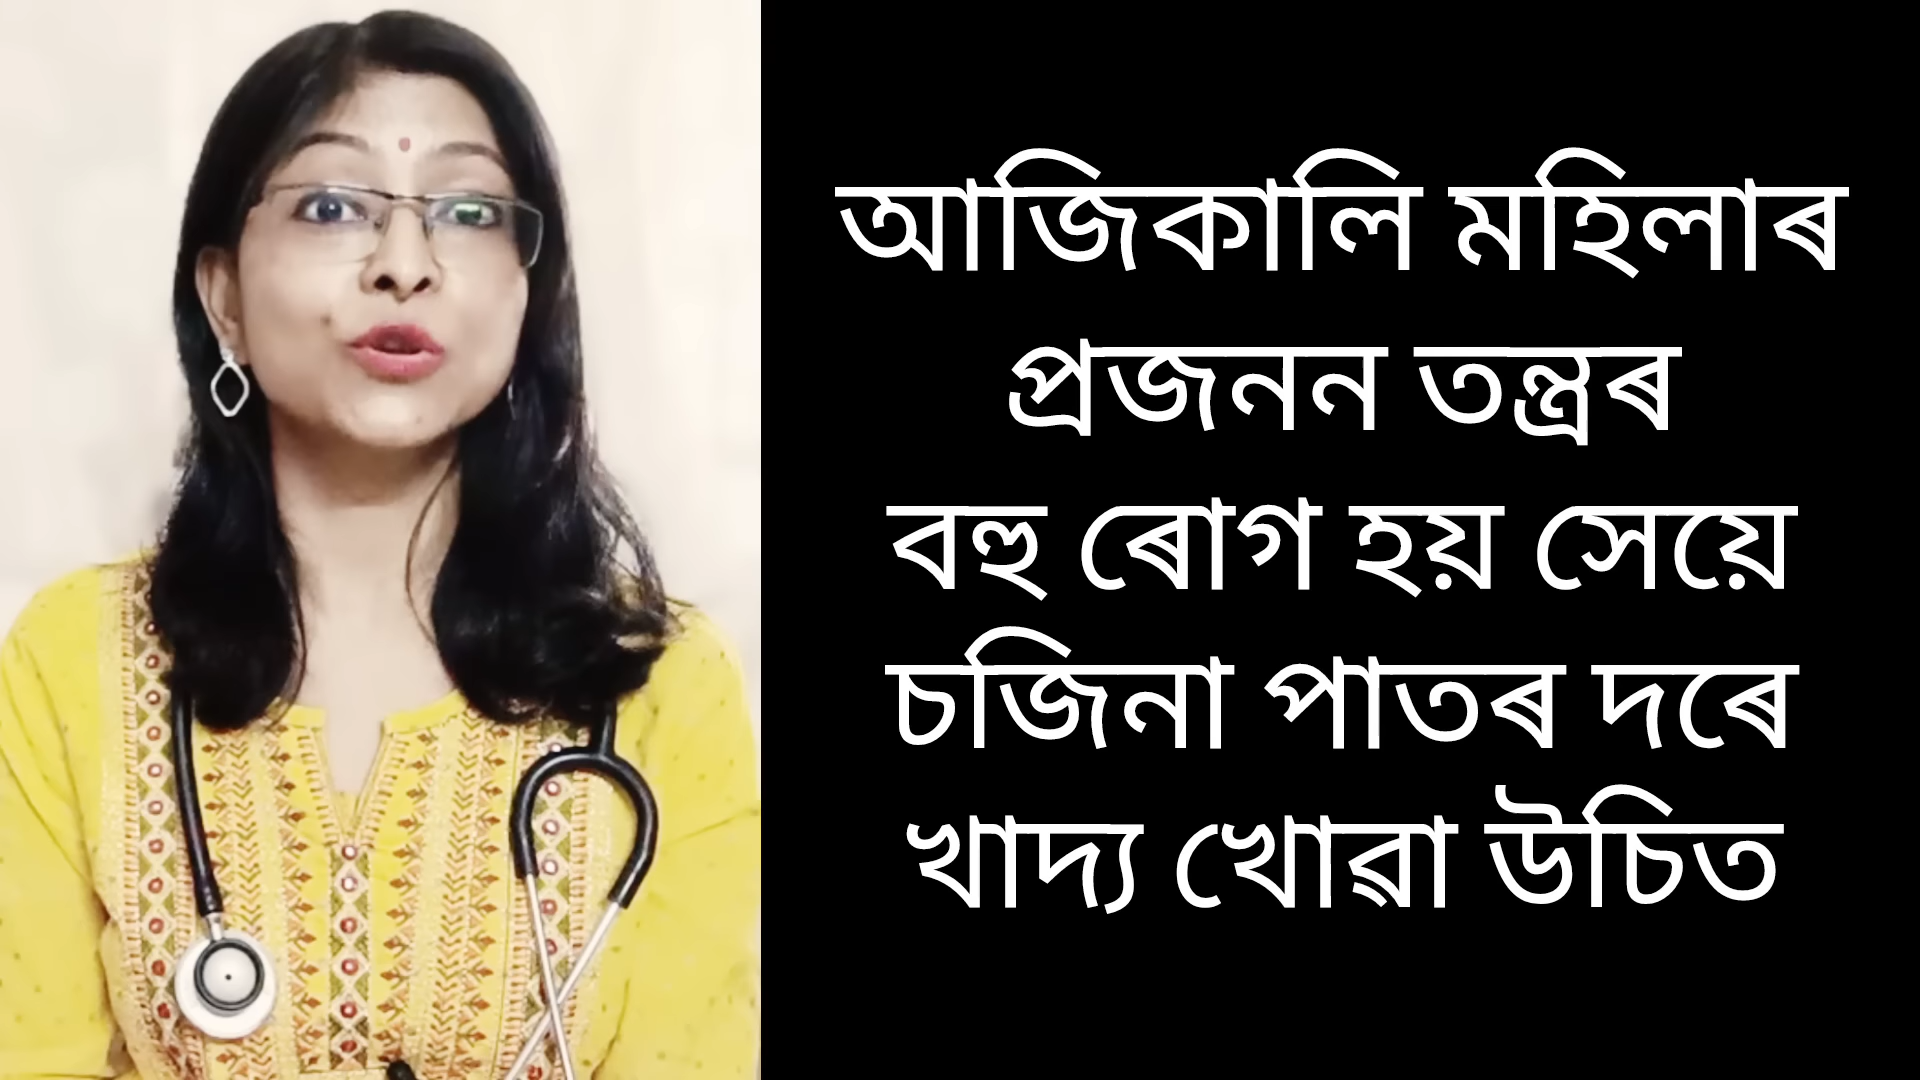 আজিকালি মহিলাৰ
প্ৰজনন তন্ত্ৰৰ
বহু ৰোগ হয় সেয়ে
চজিনা পাতৰ দৰে
খাদ্য খোৱা উচিত